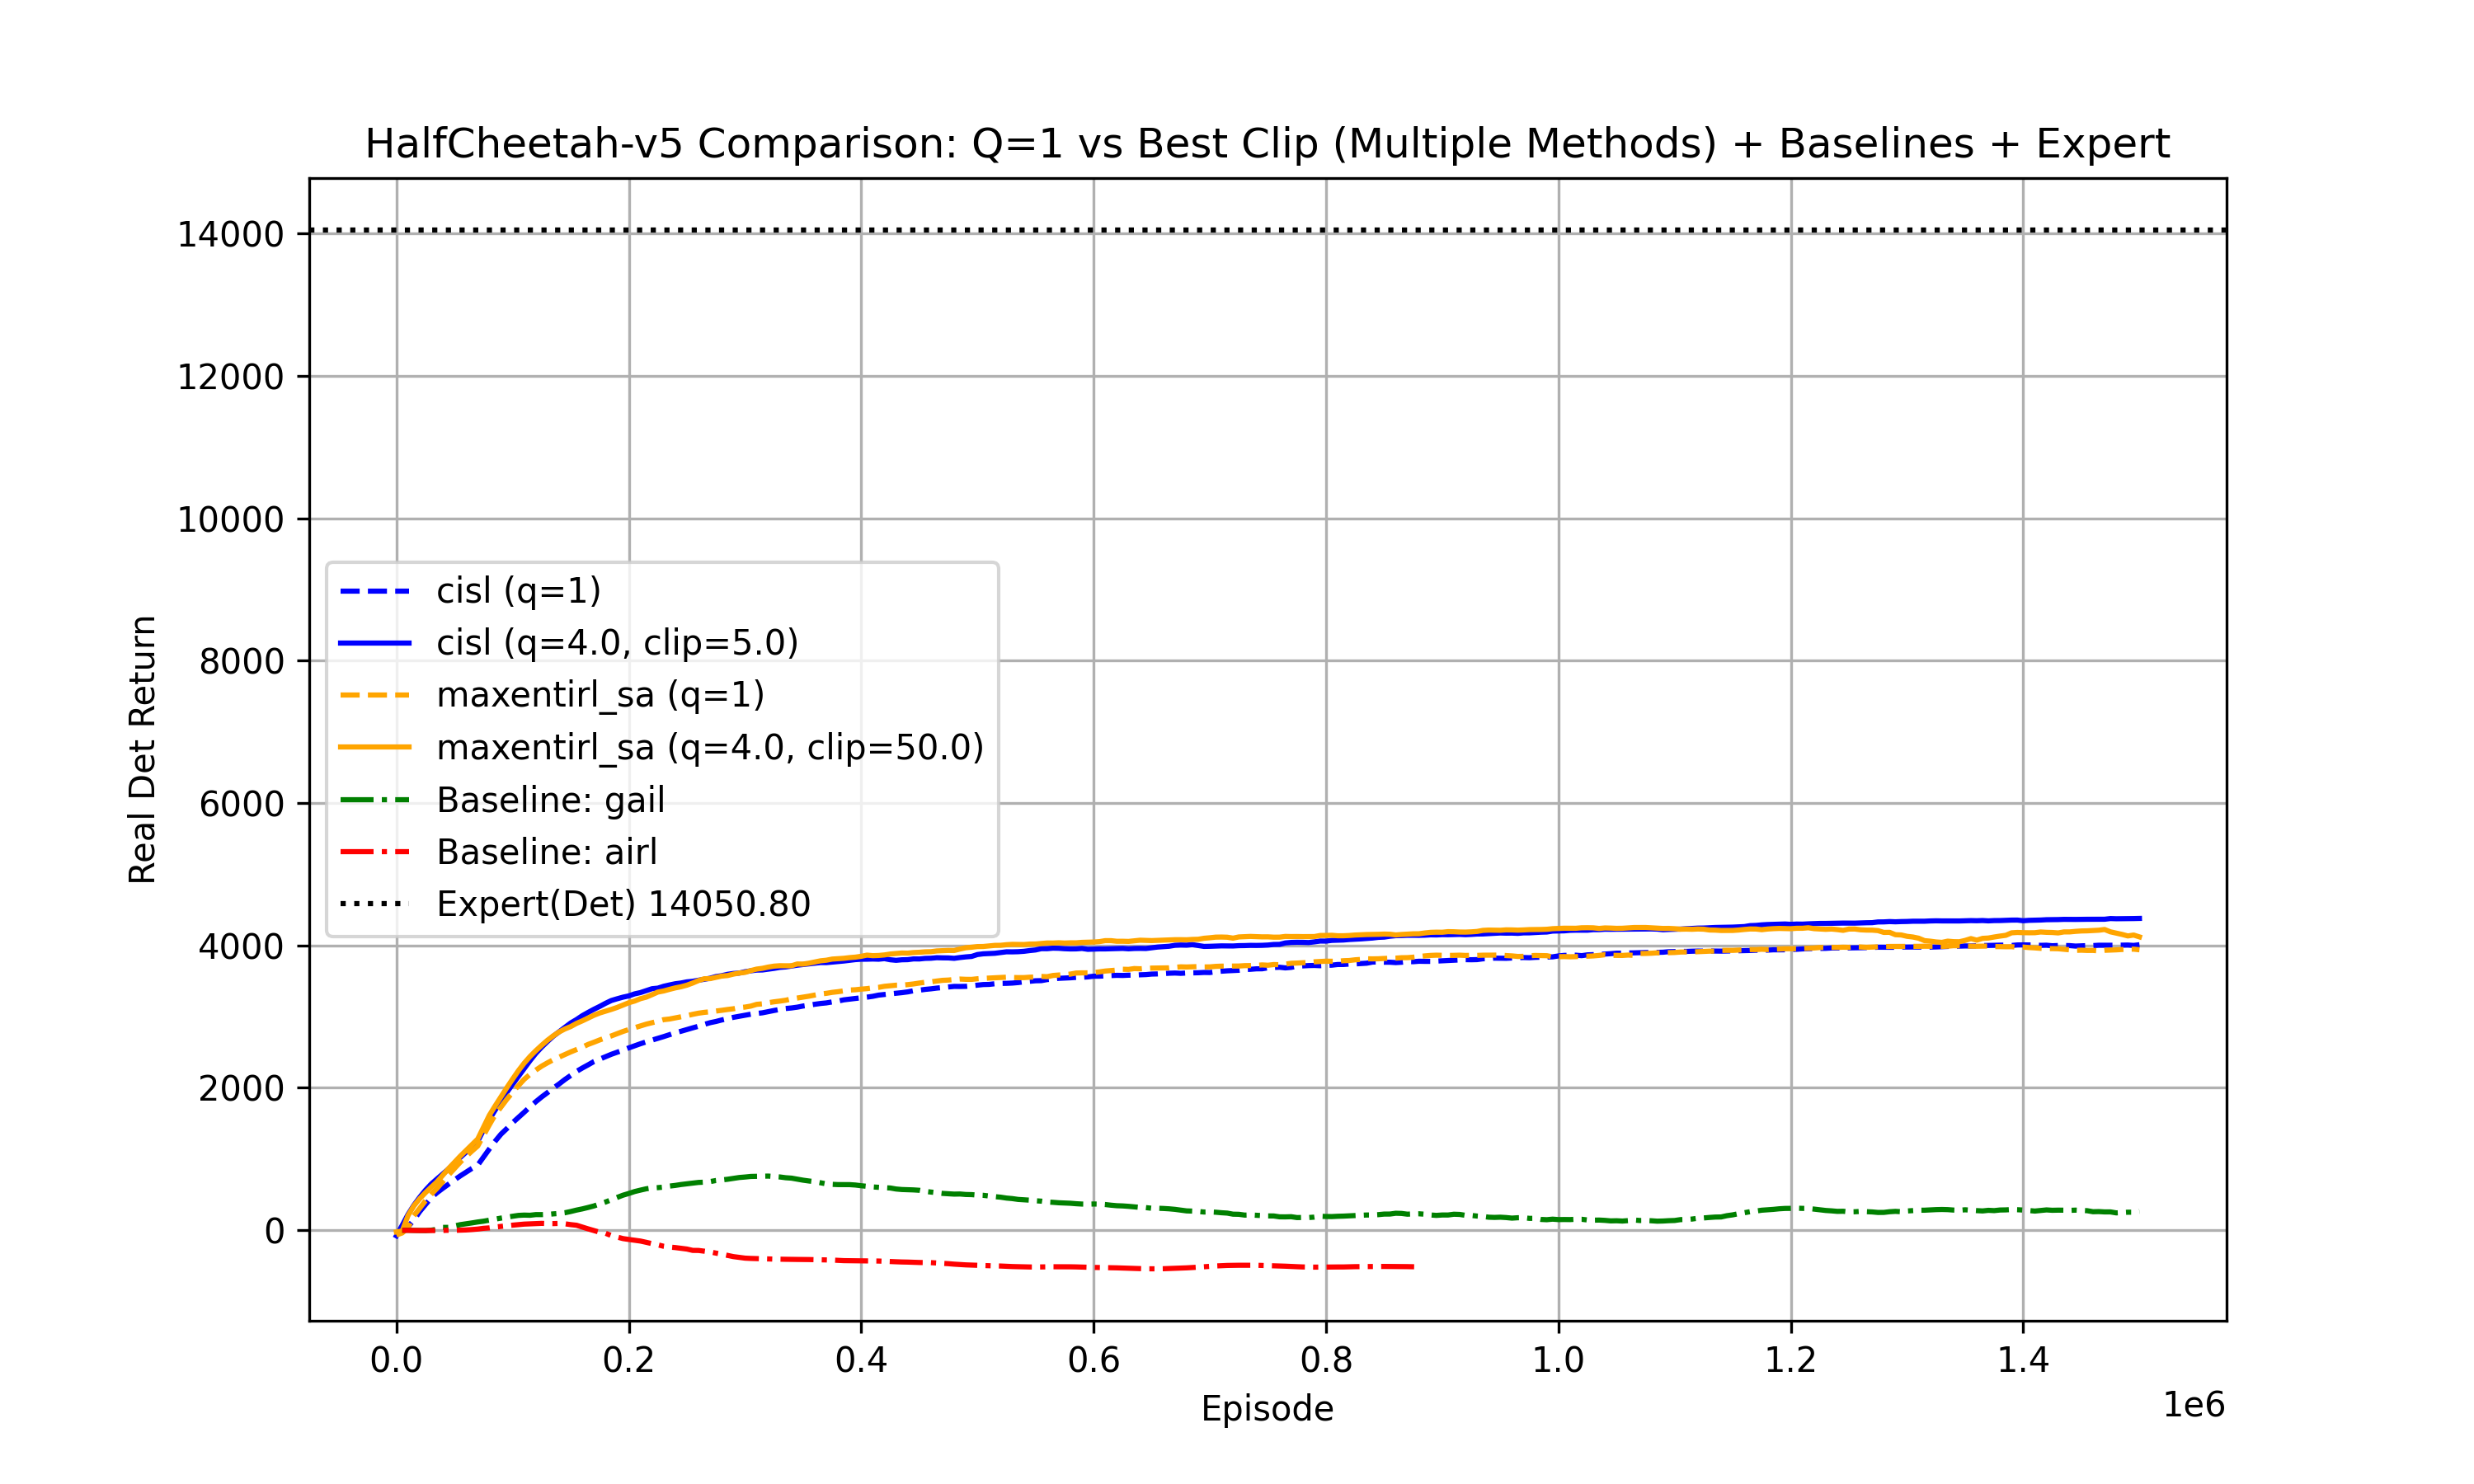 HalfCheetah-v5 Comparison: Q=1 vs Best Clip (Multiple Methods) + Baselines + Expert
Real Det Return
14000
12000
10000
8000
6000
4000
2000
0
cisl (q=1)
cisl (q=4.0, clip=5.0)
maxentirl_sa (q=1)
maxentirl_sa (q=4.0, clip=50.0)
Baseline: gail
Baseline: airl
Expert(Det) 14050.80
0.0 0.2 0.4 0.6 0.8 1.0 1.2 1.4
1e6
Episode